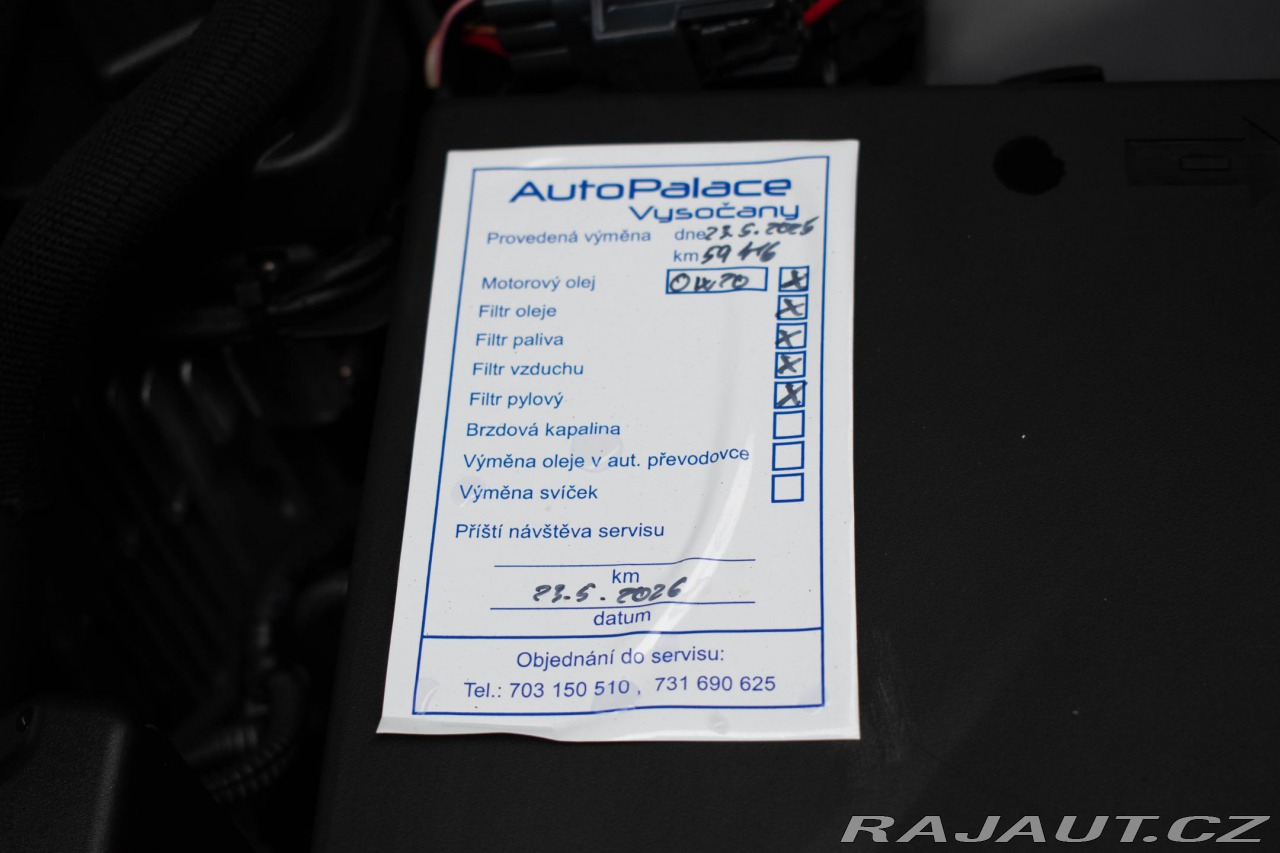 AutoPalace
Vysočany
Provedená výměna dne 23.5.2025
km 59 416
Motorový olej 0W20 X
Filtr oleje X
Filtr paliva X
Filtr vzduchu X
Filtr pylový X
Brzdová kapalina
Výměna oleje v aut. převodovce
Výměna svíček
Příští návštěva servisu
km
23.5.2026
datum
Objednání do servisu:
Tel.: 703 150 510 , 731 690 625
RAJAUT.CZ